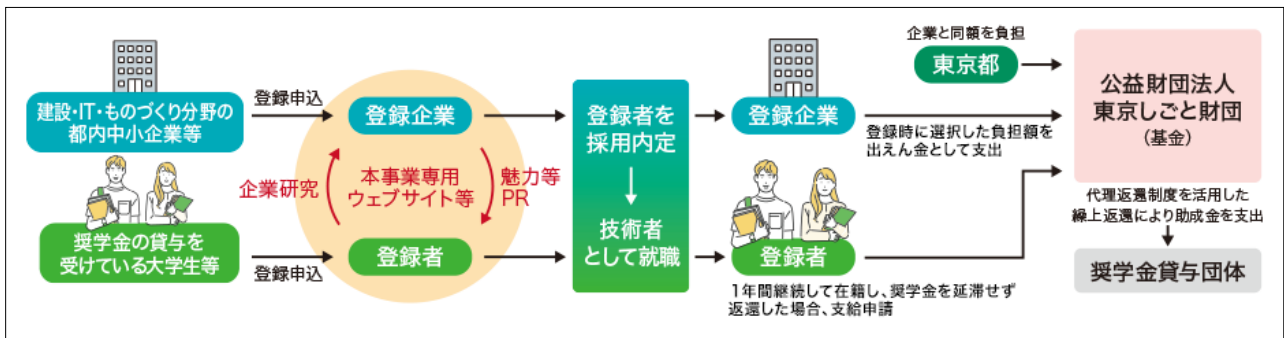 建設・IT・ものづくり分野の
都内中小企業等
奨学金の貸与を
受けている大学生等
登録申込
登録申込
登録企業
企業研究
本事業専用
ウェブサイト等
魅力等
PR
登録者
登録者を
採用内定
技術者
として就職
登録企業
登録者
1年間継続して在籍し、奨学金を延滞せず
返還した場合、支給申請
企業と同額を負担
東京都
登録時に選択した負担額を
出えん金として支出
公益財団法人
東京しごと財団
（基金）
代理返還制度を活用した
繰上返還により助成金を支出
奨学金貸与団体